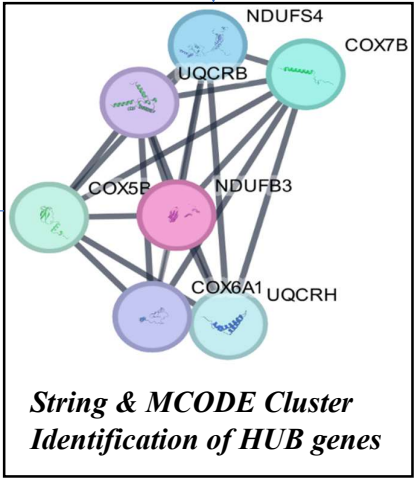 NDUFS4
COX7B
UQCRB
COX5B
NDUFB3
COX6A1
UQCRH
String & MCODE Cluster
Identification of HUB genes